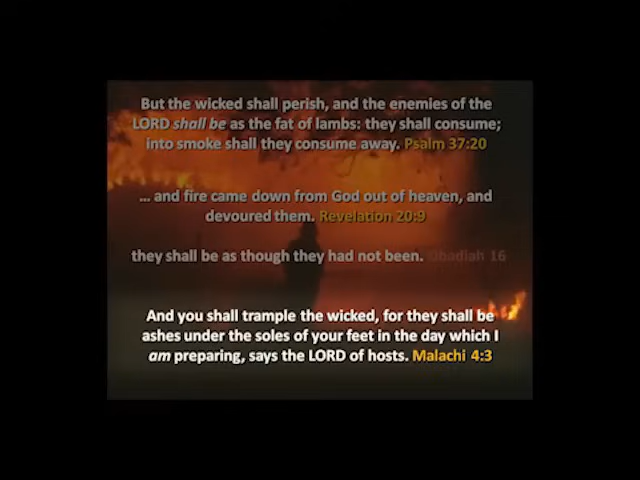 But the wicked shall perish, and the enemies of the
LORD shall be as the fat of lambs: they shall consume;
into smoke shall they consume away. Psalm 37:20
... and fire came down from God out of heaven, and
devoured them. Revelation 20:9
they shall be as though they had not been. Obadiah 16
And you shall trample the wicked, for they shall be
ashes under the soles of your feet in the day which I
am preparing, says the LORD of hosts. Malachi 4:3